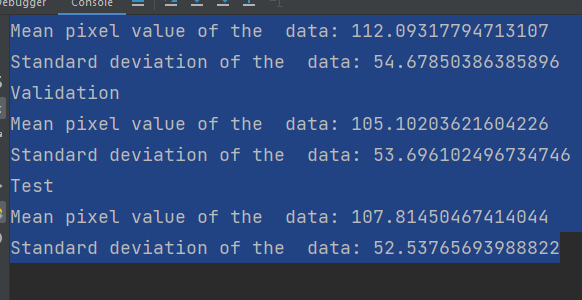 Debugger Console
Mean pixel value of the  data: 112.09317794713107
Standard deviation of the  data: 54.67850386385896
Validation
Mean pixel value of the  data: 105.10203621604226
Standard deviation of the  data: 53.696102496734746
Test
Mean pixel value of the  data: 107.81450467414044
Standard deviation of the  data: 52.53765693988822